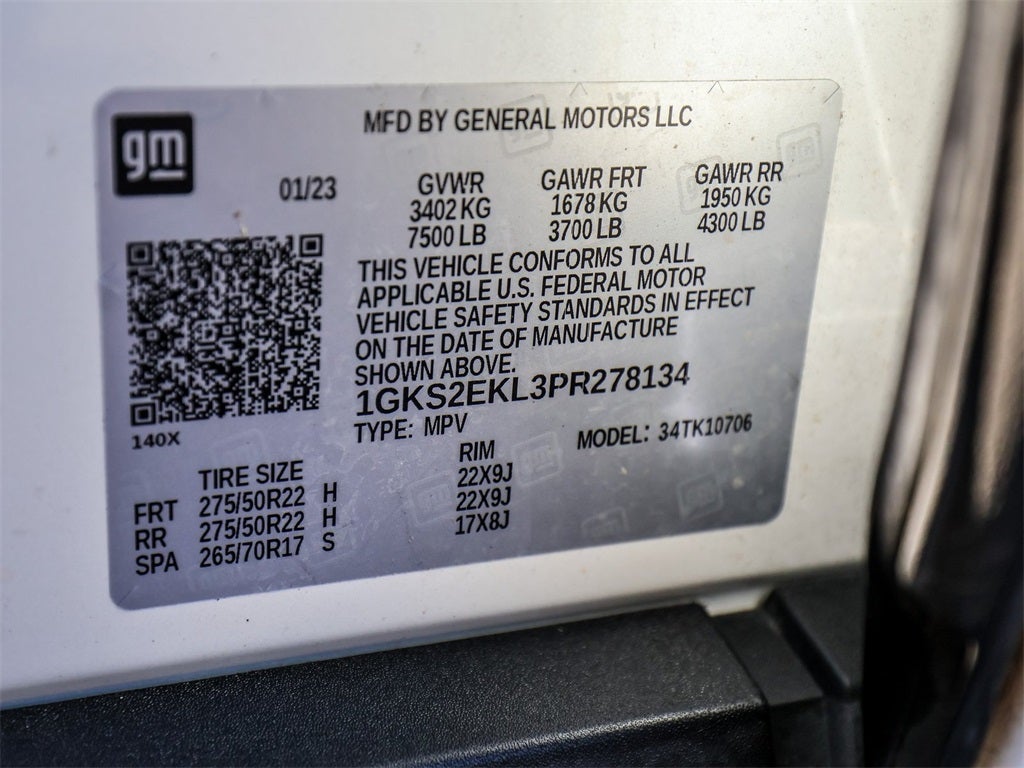 gm
MFD BY GENERAL MOTORS LLC
01/23
GVWR GAWR FRT GAWR RR
3402 KG 1678 KG 1950 KG
7500 LB 3700 LB 4300 LB
THIS VEHICLE CONFORMS TO ALL
APPLICABLE U.S. FEDERAL MOTOR
VEHICLE SAFETY STANDARDS IN EFFECT
ON THE DATE OF MANUFACTURE
SHOWN ABOVE.
1GKS2EKL3PR278134
TYPE: MPV MODEL: 34TK10706
140X
TIRE SIZE RIM
FRT 275/50R22 H 22X9J
RR 275/50R22 H 22X9J
SPA 265/70R17 S 17X8J